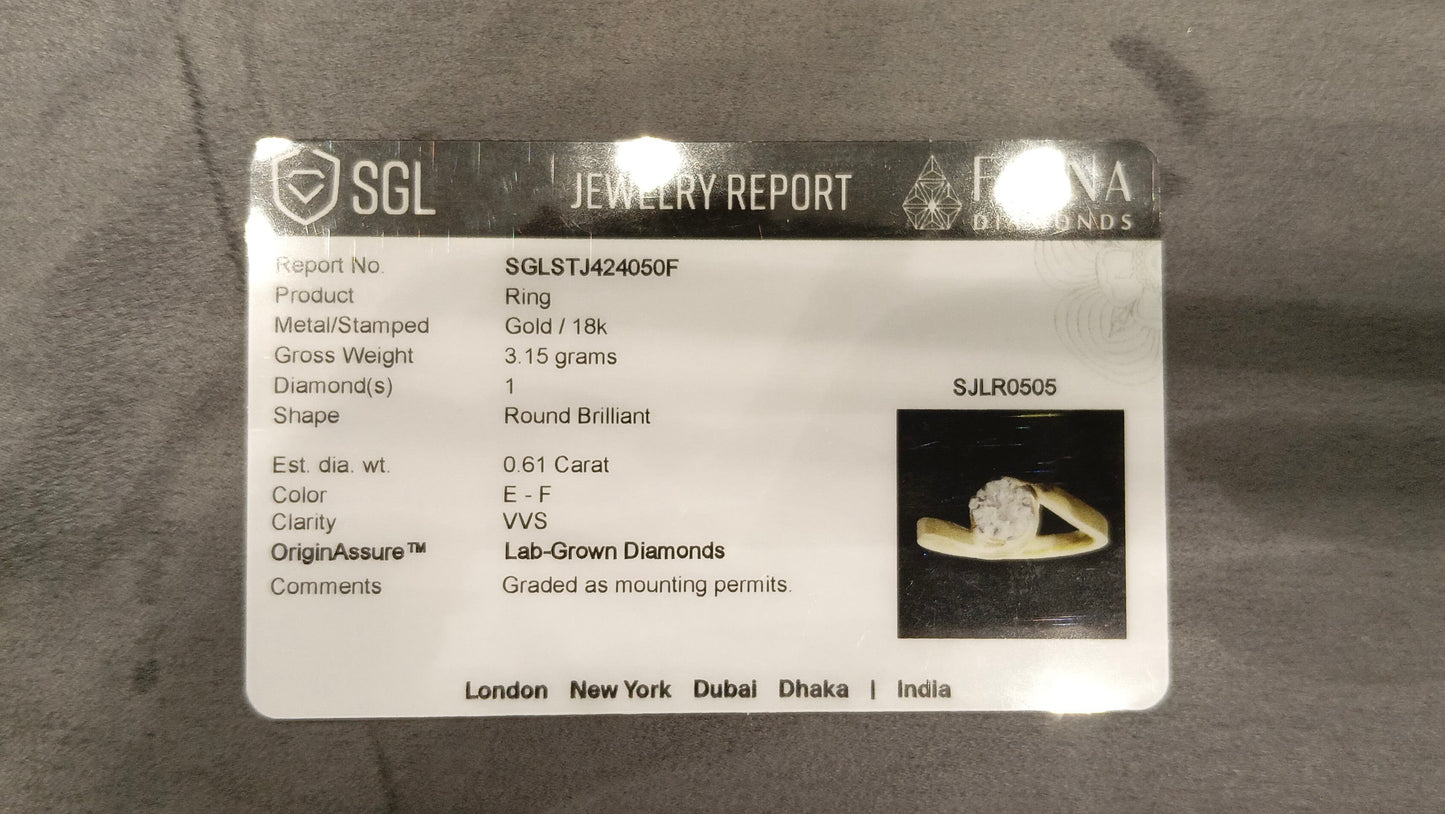 SGL
JEWELRY REPORT
DIAMONDS
Report No. SGLSTJ424050F
Product Ring
Metal/Stamped Gold / 18k
Gross Weight 3.15 grams
Diamond(s) 1
Shape Round Brilliant
Est. dia. wt. 0.61 Carat
Color E - F
Clarity VVS
OriginAssure™ Lab-Grown Diamonds
Comments Graded as mounting permits.
SJLR0505
London New York Dubai Dhaka | India